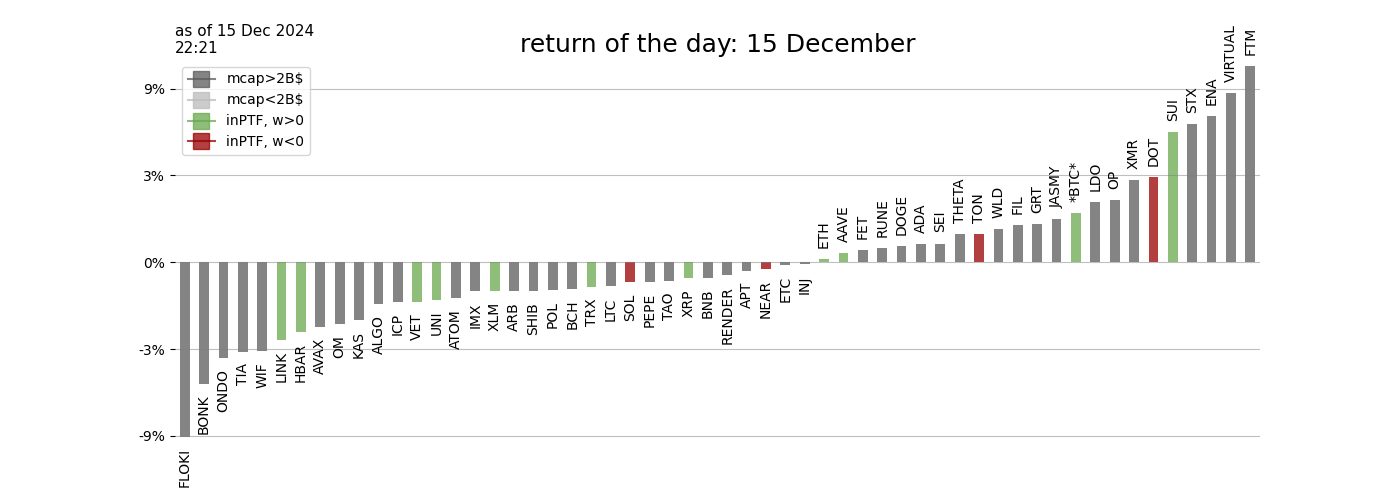 as of 15 Dec 2024
22:21
return of the day: 15 December
mcap>2B$
mcap<2B$
inPTF, w>0
inPTF, w<0
9%
3%
0%
-3%
-9%
FLOKI
BONK
ONDO
TIA
WIF
LINK
HBAR
AVAX
OM
KAS
ALGO
ICP
VET
UNI
ATOM
IMX
XLM
ARB
SHIB
POL
BCH
TRX
LTC
SOL
PEPE
TAO
XRP
BNB
RENDER
APT
NEAR
ETC
INJ
ETH
AAVE
FET
RUNE
DOGE
ADA
SEI
THETA
TON
WLD
FIL
GRT
JASMY
*BTC*
LDO
OP
XMR
DOT
SUI
STX
ENA
VIRTUAL
FTM